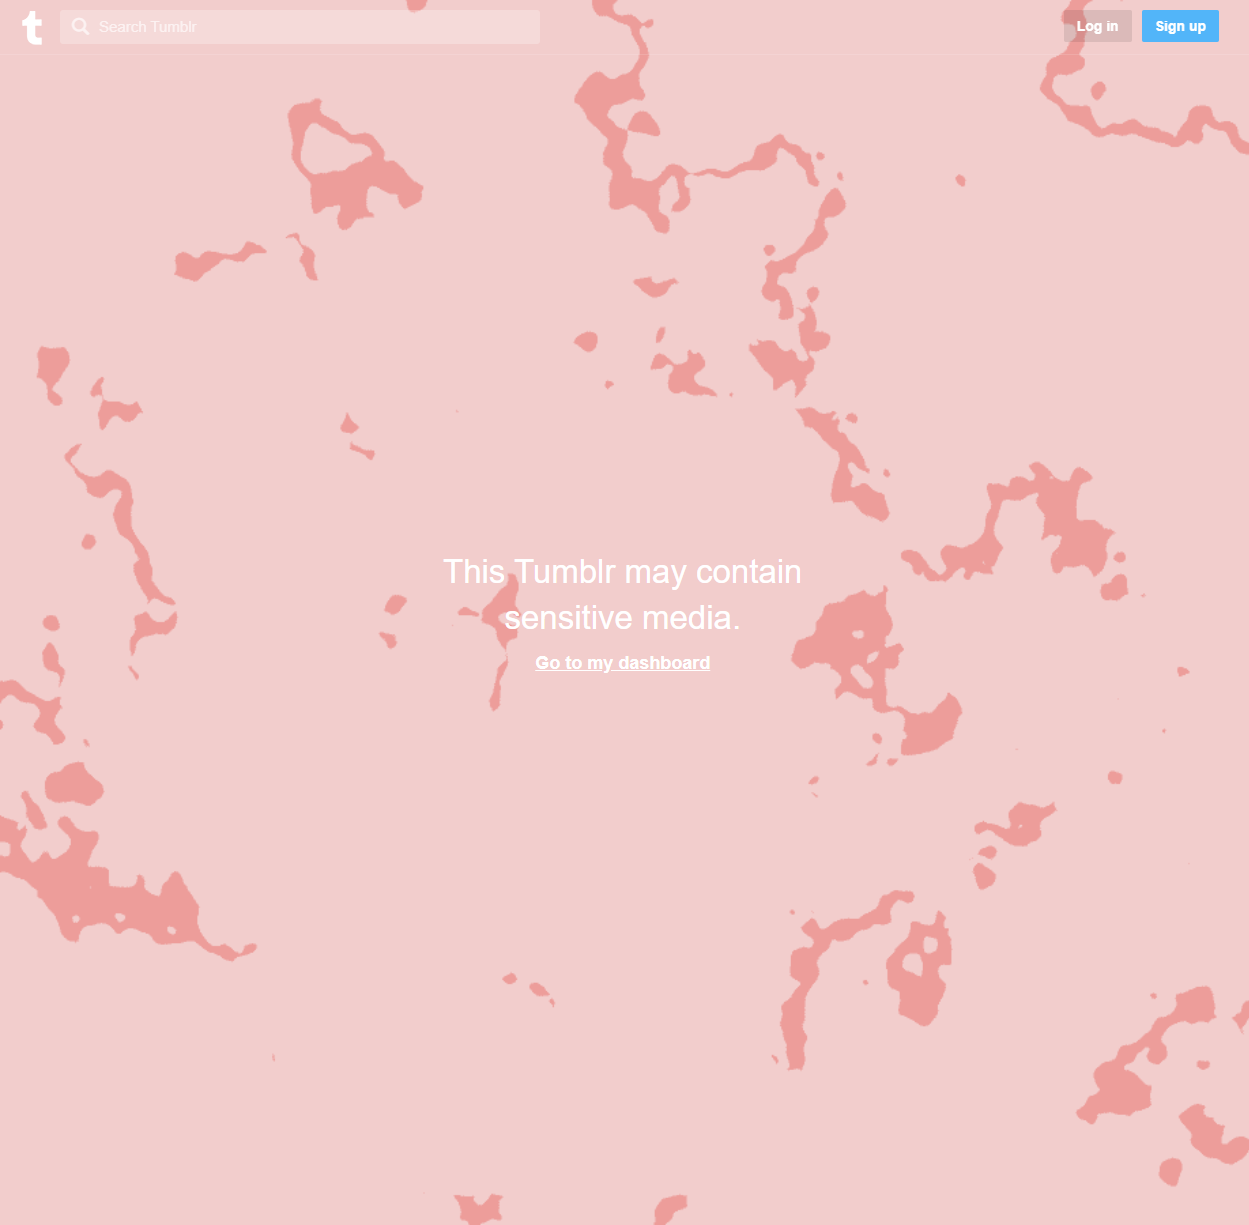 t
Search Tumblr
Log in
Sign up
This Tumblr may contain
sensitive media.
Go to my dashboard